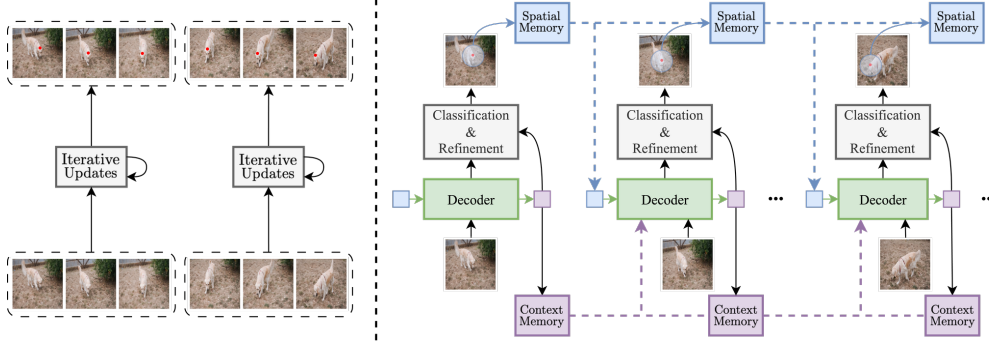 Iterative
Updates
Iterative
Updates
Spatial
Memory
Spatial
Memory
Spatial
Memory
Classification
&
Refinement
Classification
&
Refinement
Classification
&
Refinement
Decoder
Decoder
...
Decoder
...
Context
Memory
Context
Memory
Context
Memory